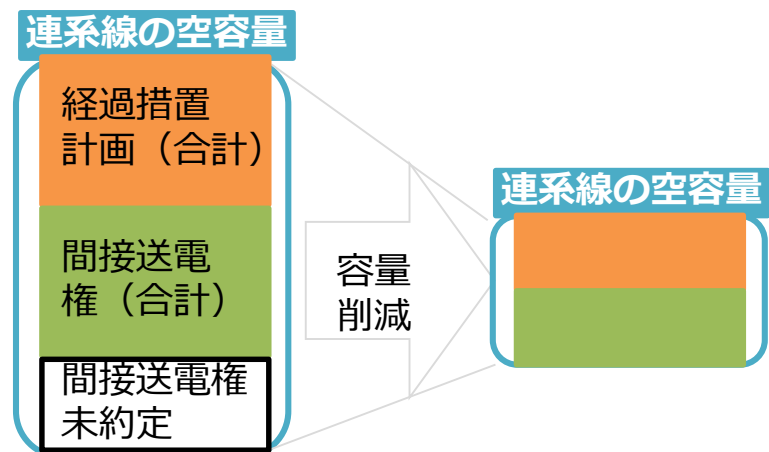 連系線の空容量
経過措置
計画（合計）
間接送電
権（合計）
間接送電権
未約定
容量
削減
連系線の空容量